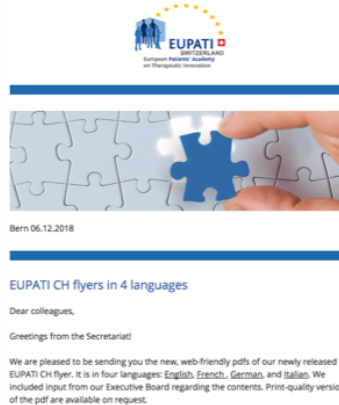 EUPATI
SWITZERLAND
European Patients' Academy
on Therapeutic Innovation
Bern 06.12.2018
EUPATI CH flyers in 4 languages
Dear colleagues,
Greetings from the Secretariat!
We are pleased to be sending you the new, web-friendly pdfs of our newly released
EUPATI CH flyer. It is in four languages: English, French , German, and Italian. We
included input from our Executive Board regarding the contents. Print-quality versio
of the pdf are available on request.